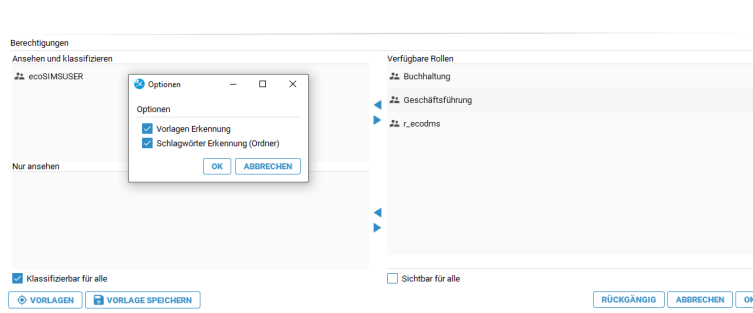 Berechtigungen
Ansehen und klassifizieren
ecoSIMSUSER
Verfügbare Rollen
Buchhaltung
Geschäftsführung
r_ecodms
Optionen
Optionen
Vorlagen Erkennung
Schlagwörter Erkennung (Ordner)
OK
ABBRECHEN
Nur ansehen
Klassifizierbar für alle
Sichtbar für alle
VORLAGEN
VORLAGE SPEICHERN
RÜCKGÄNGIG
ABBRECHEN
OK